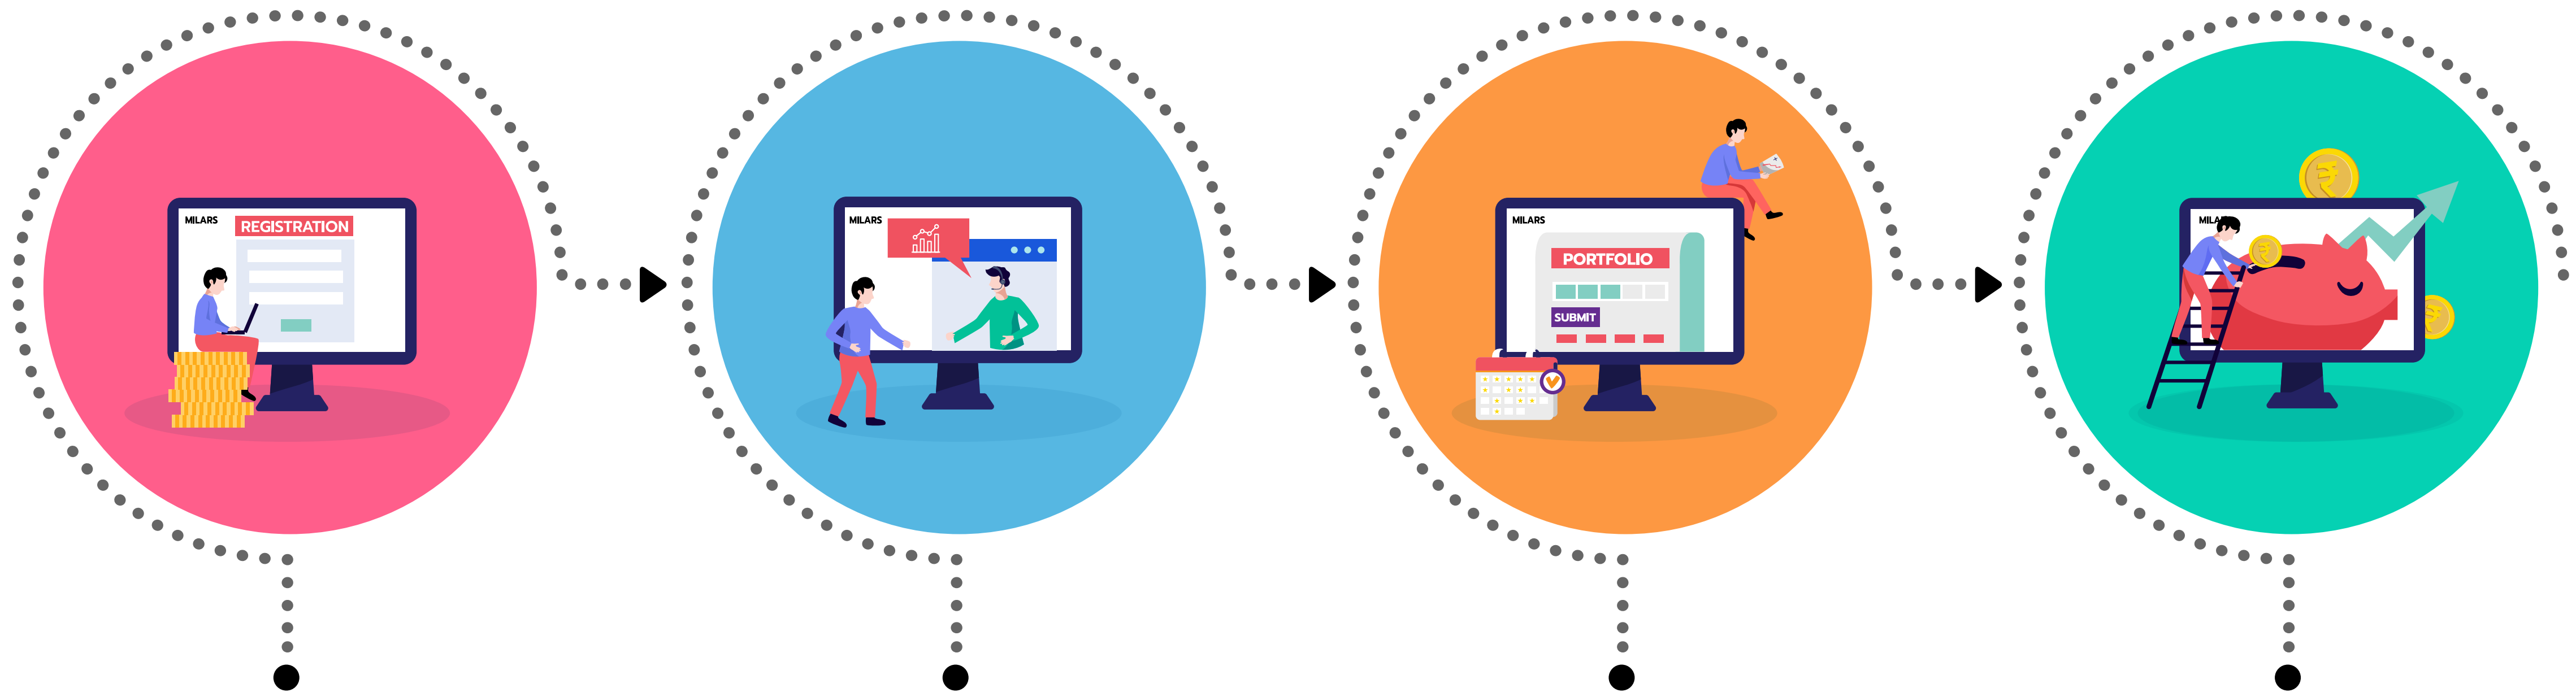 MILARS
REGISTRATION
MILARS
MILARS
PORTFOLIO
SUBMIT
₹
₹
₹